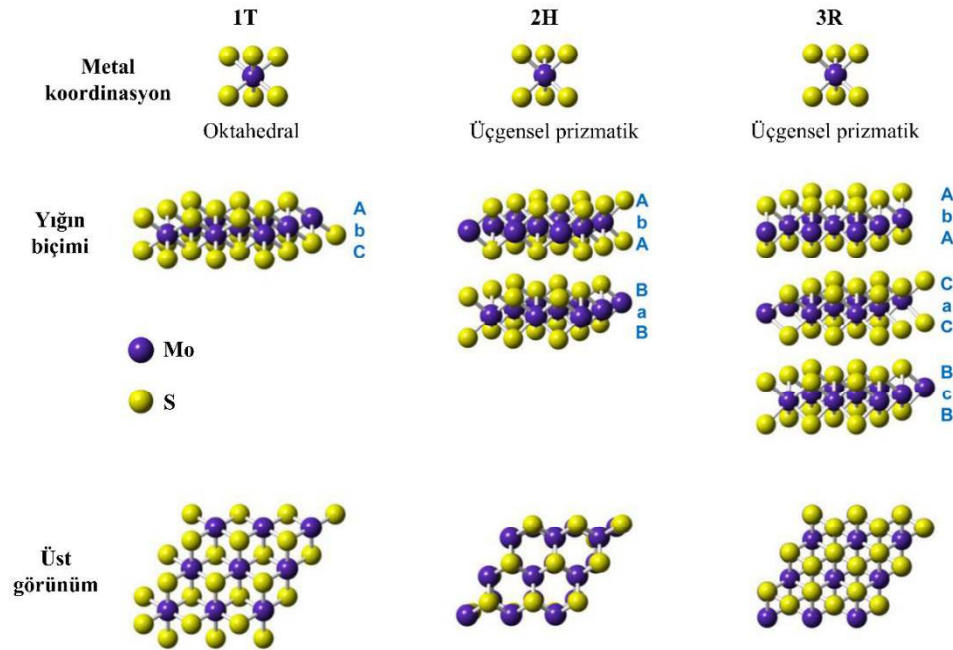 1T
2H
3R
Metal
koordinasyon
Oktahedral
Üçgensel prizmatik
Üçgensel prizmatik
Yığın
biçimi
A
b
C
A
b
A
B
a
B
A
b
A
C
a
C
B
c
B
Mo
S
Üst
görünüm